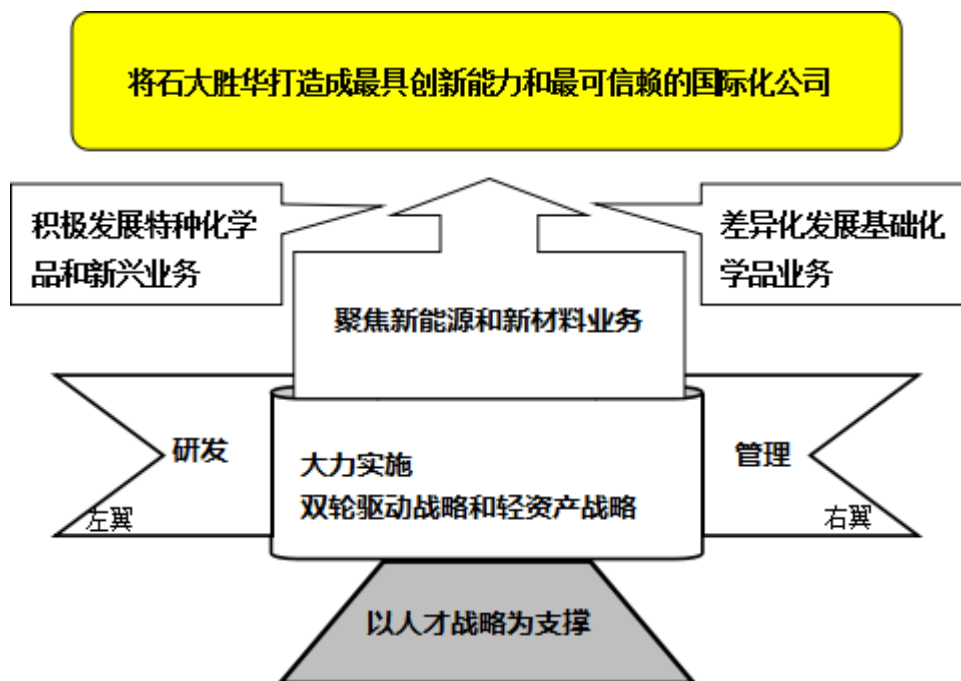 将石大胜华打造成最具创新能力和最可信赖的国际化公司
积极发展特种化学
品和新兴业务
差异化发展基础化
学品业务
聚焦新能源和新材料业务
研发
左翼
大力实施
双轮驱动战略和轻资产战略
管理
右翼
以人才战略为支撑